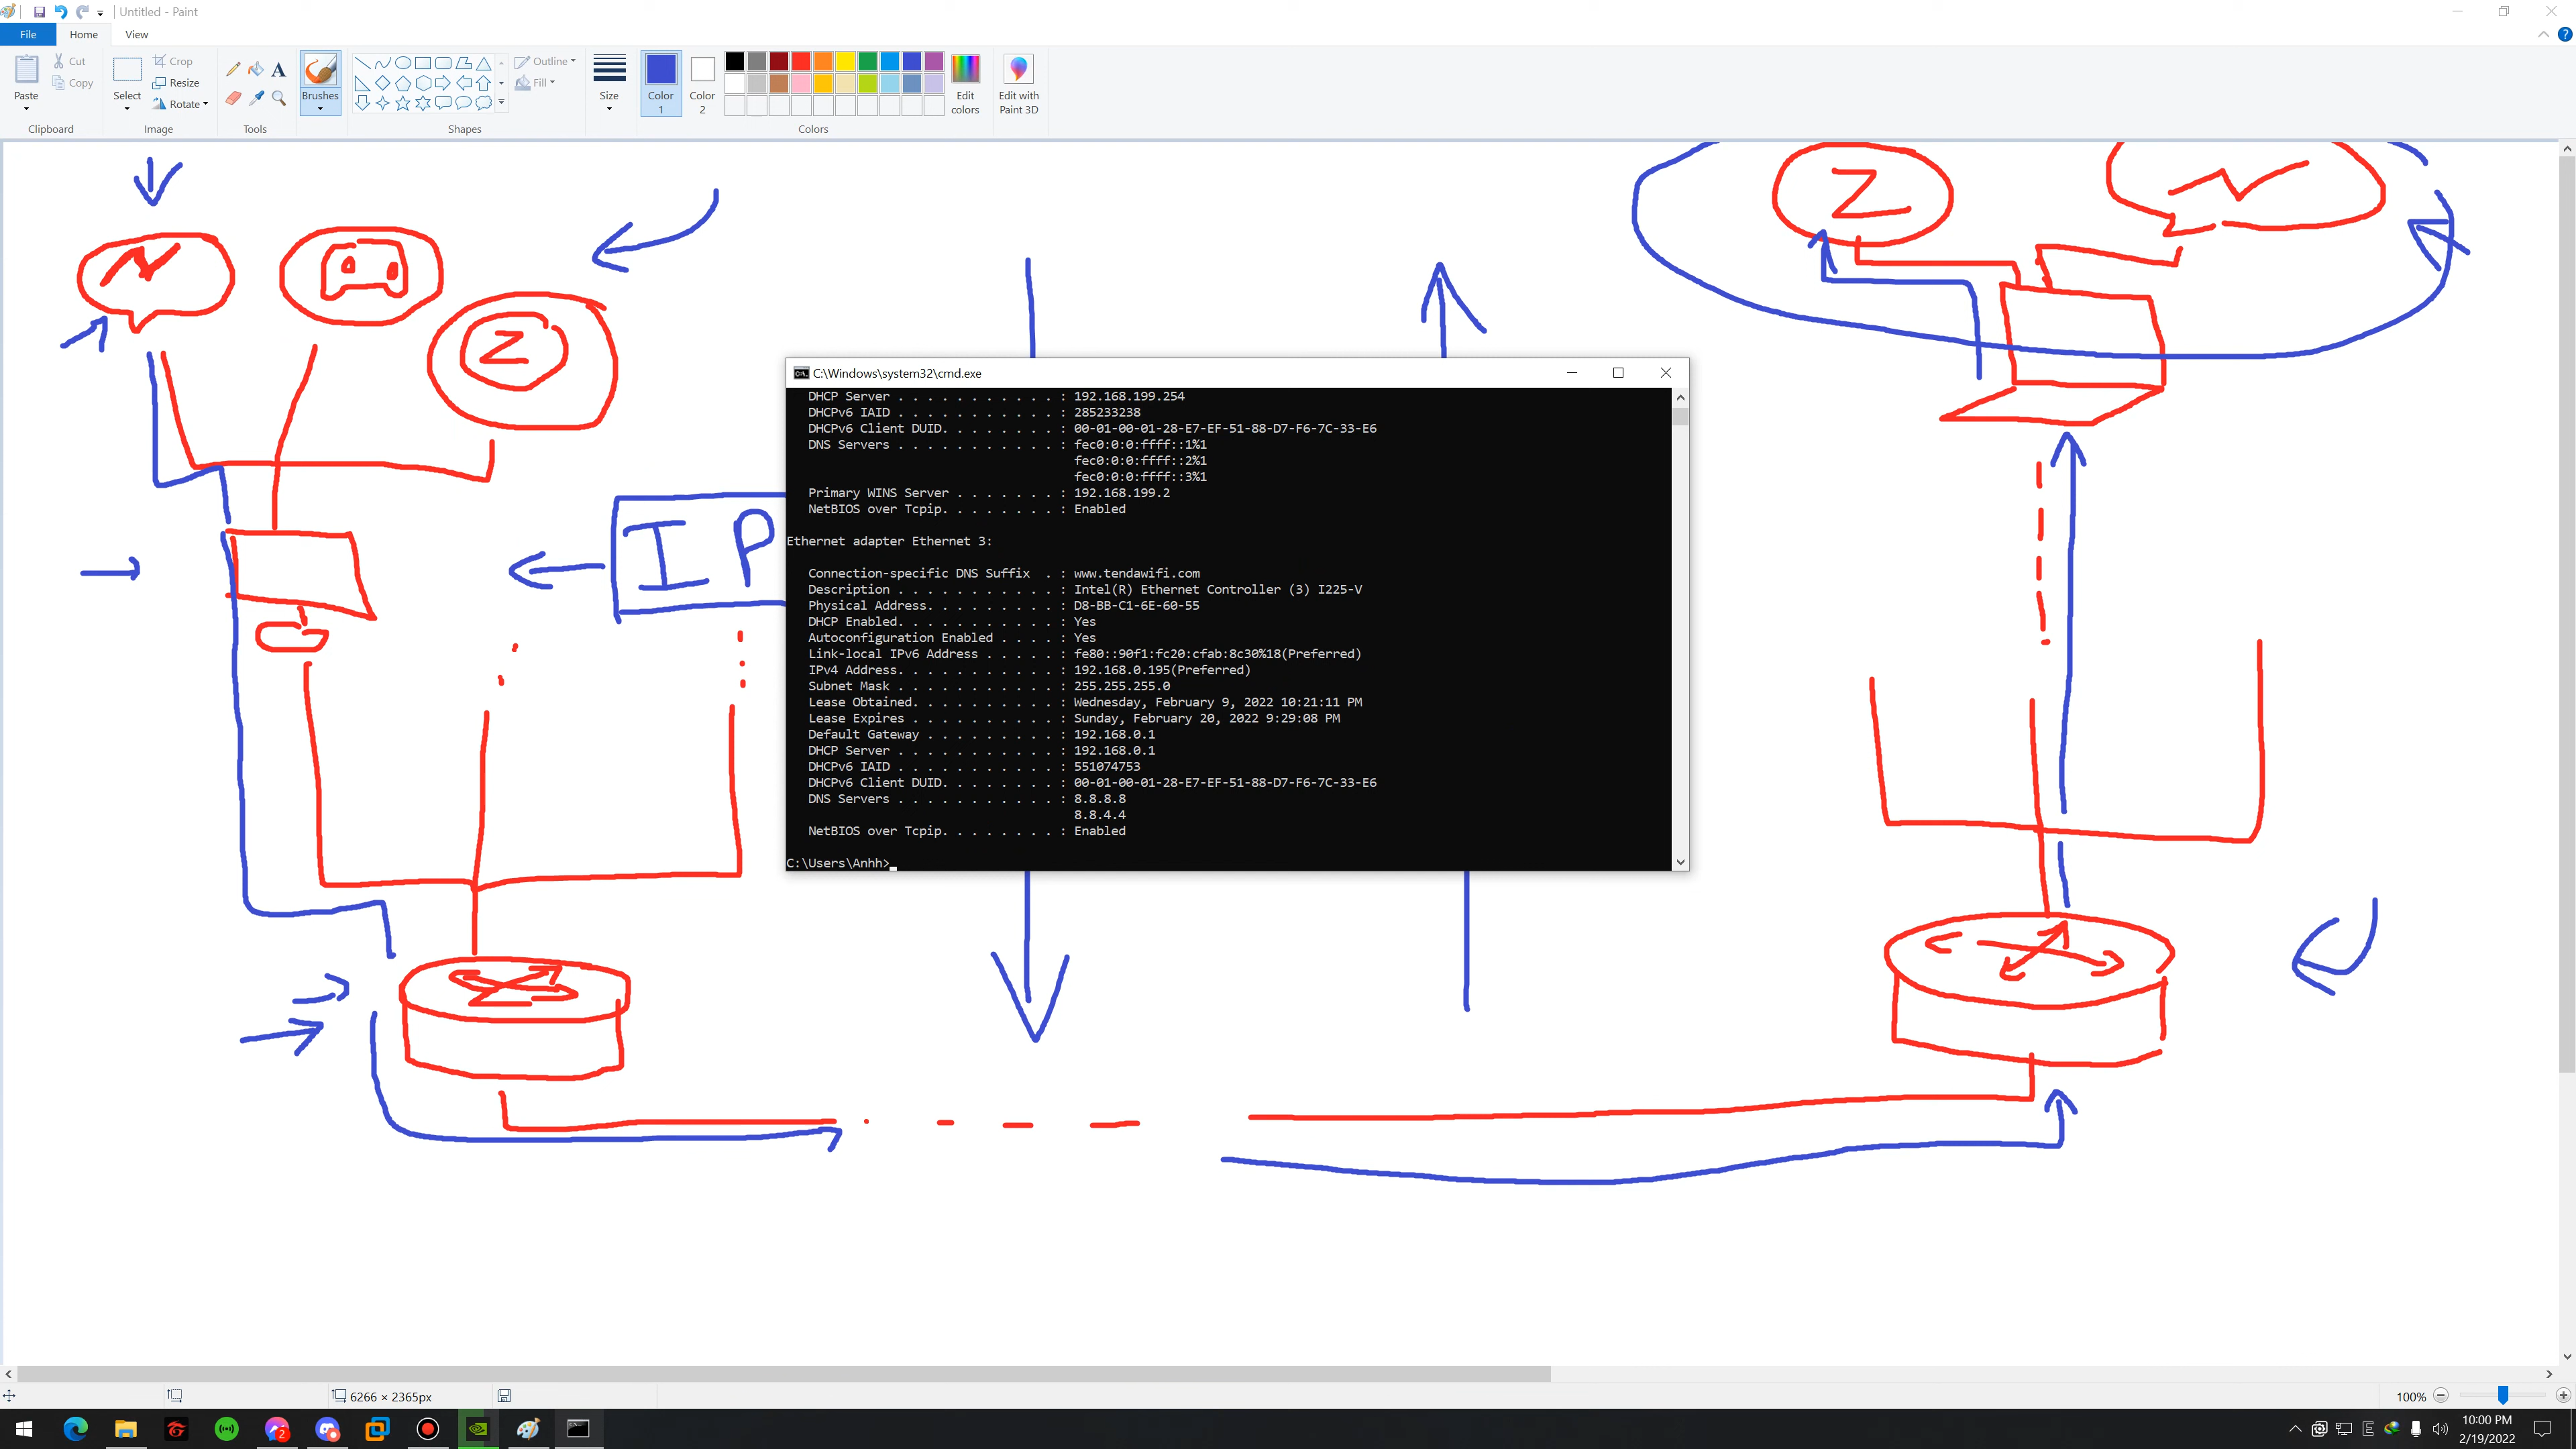 Untitled - Paint
File
Home
View
Paste
Cut
Copy
Clipboard
Select
Crop
Resize
Rotate
Image
A
Tools
Brushes
Shapes
Outline
Fill
Size
Color 1
Color 2
Colors
Edit colors
Edit with Paint 3D
Z
Z
I P
C:\Windows\system32\cmd.exe
DHCP Server . . . . . . . . . . . : 192.168.199.254
DHCPv6 IAID . . . . . . . . . . . : 285233238
DHCPv6 Client DUID. . . . . . . . : 00-01-00-01-28-E7-EF-51-88-D7-F6-7C-33-E6
DNS Servers . . . . . . . . . . . : fec0:0:0:ffff::1%1
fec0:0:0:ffff::2%1
fec0:0:0:ffff::3%1
Primary WINS Server . . . . . . . : 192.168.199.2
NetBIOS over Tcpip. . . . . . . . : Enabled
Ethernet adapter Ethernet 3:
Connection-specific DNS Suffix . : www.tendawifi.com
Description . . . . . . . . . . . : Intel(R) Ethernet Controller (3) I225-V
Physical Address. . . . . . . . . : D8-BB-C1-6E-60-55
DHCP Enabled. . . . . . . . . . . : Yes
Autoconfiguration Enabled . . . . : Yes
Link-local IPv6 Address . . . . . : fe80::90f1:fc20:cfab:8c30%18(Preferred)
IPv4 Address. . . . . . . . . . . : 192.168.0.195(Preferred)
Subnet Mask . . . . . . . . . . . : 255.255.255.0
Lease Obtained. . . . . . . . . . : Wednesday, February 9, 2022 10:21:11 PM
Lease Expires . . . . . . . . . . : Sunday, February 20, 2022 9:29:08 PM
Default Gateway . . . . . . . . . : 192.168.0.1
DHCP Server . . . . . . . . . . . : 192.168.0.1
DHCPv6 IAID . . . . . . . . . . . : 551074753
DHCPv6 Client DUID. . . . . . . . : 00-01-00-01-28-E7-EF-51-88-D7-F6-7C-33-E6
DNS Servers . . . . . . . . . . . : 8.8.8.8
8.8.4.4
NetBIOS over Tcpip. . . . . . . . : Enabled
C:\Users\Anhh>_
6266 × 2365px
100%
2
E
10:00 PM
2/19/2022